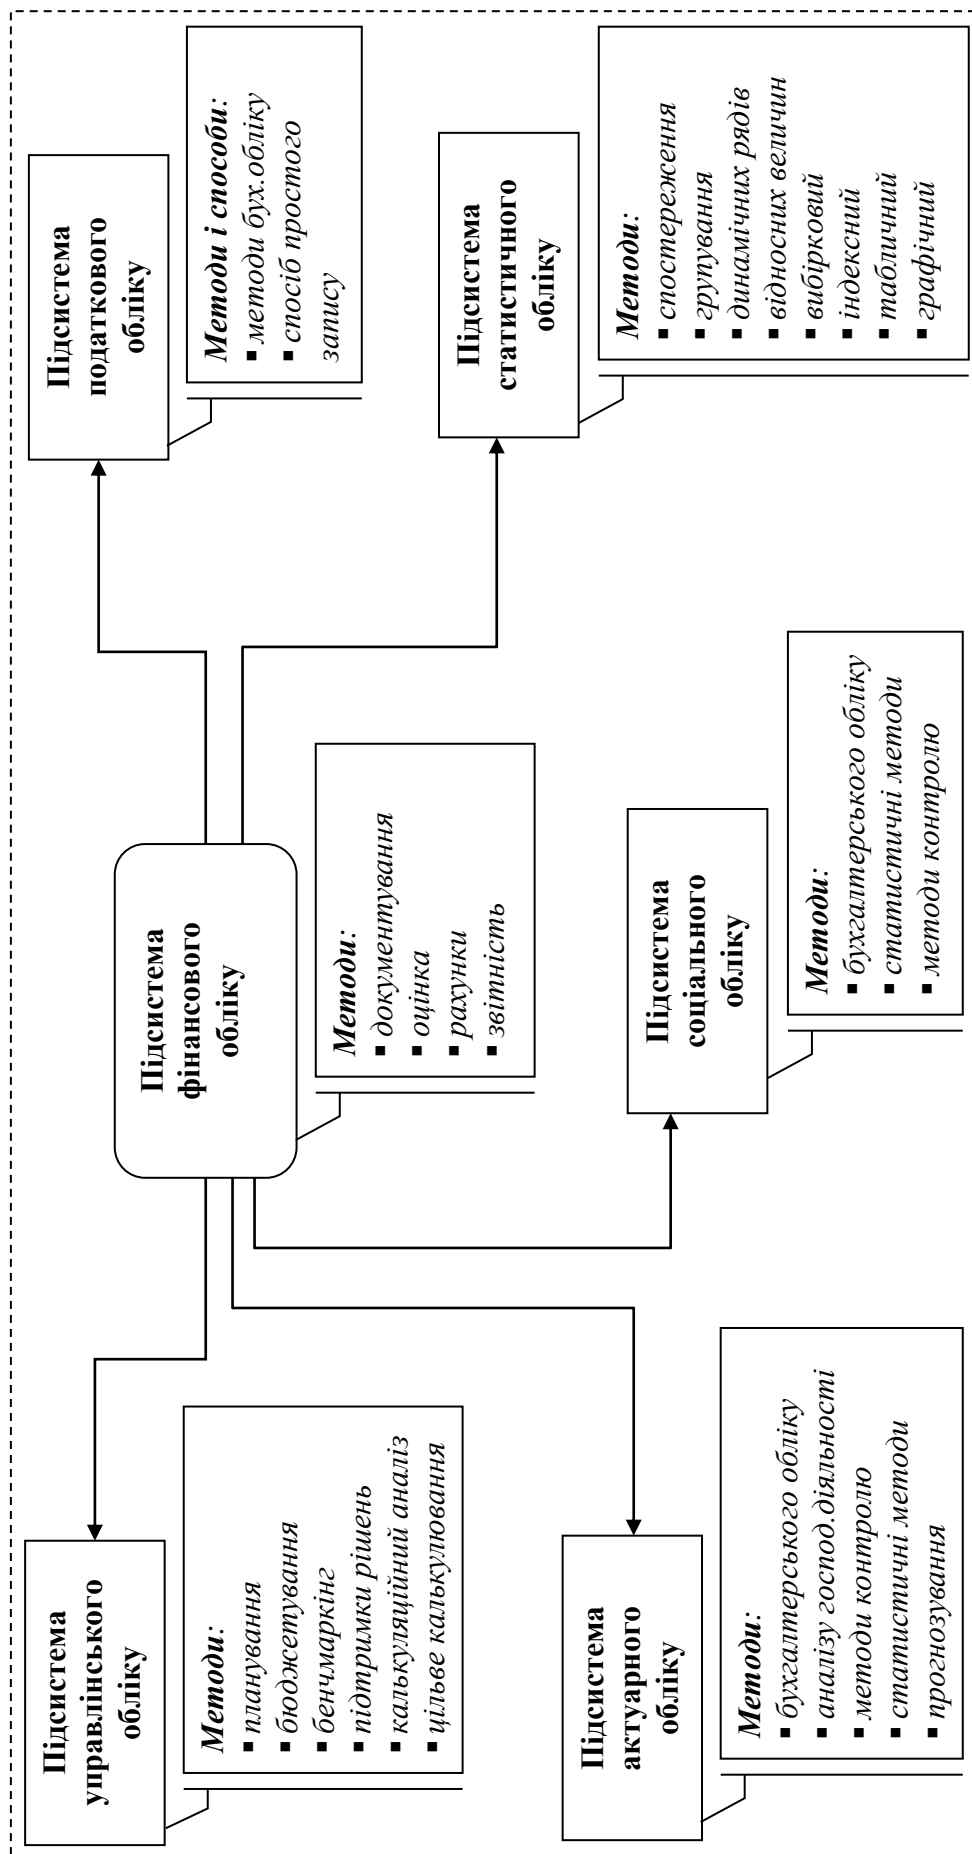 Підсистема
управлінського
обліку
Методи:
▪ планування
▪ бюджетування
▪ бенчмаркінг
▪ підтримки рішень
▪ калькуляційний аналіз
▪ цільве калькулювання
Підсистема
фінансового
обліку
Методи:
▪ документування
▪ оцінка
▪ рахунки
▪ звітність
Підсистема
податкового
обліку
Методи і способи:
▪ методи бух.обліку
▪ спосіб простого
запису
Підсистема
актуарного
обліку
Методи:
▪ бухгалтерського обліку
▪ аналізу господ.діяльності
▪ методи контролю
▪ статистичні методи
▪ прогнозування
Підсистема
соціального
обліку
Методи:
▪ бухгалтерського обліку
▪ статистичні методи
▪ методи контролю
Підсистема
статистичного
обліку
Методи:
▪ спостереження
▪ групування
▪ динамічних рядів
▪ відносних величин
▪ вибірковий
▪ індексний
▪ табличний
▪ графічний